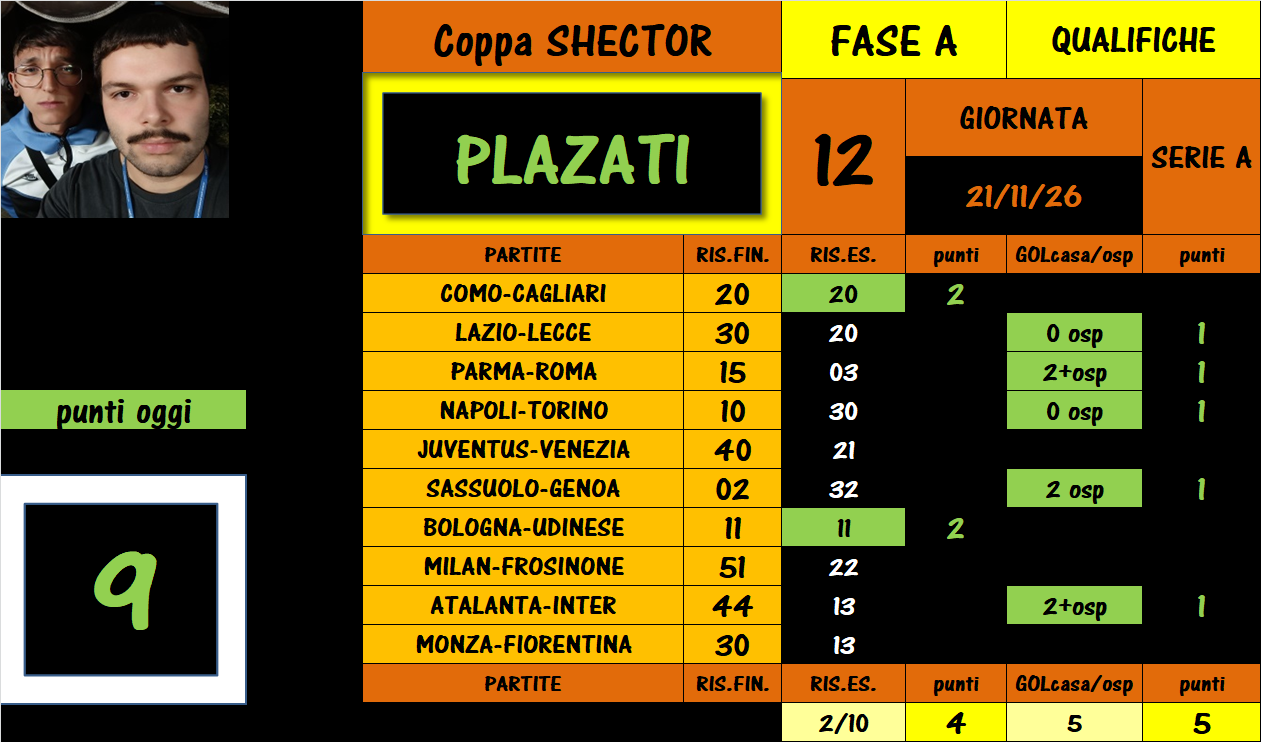 Coppa SHECTOR FASE A QUALIFICHE
PLAZATI 12 GIORNATA SERIE A
21/11/26
PARTITE RIS.FIN. RIS.ES. punti GOLcasa/osp punti
COMO-CAGLIARI 20 20 2
LAZIO-LECCE 30 20 0 osp 1
PARMA-ROMA 15 03 2+osp 1
punti oggi
NAPOLI-TORINO 10 30 0 osp 1
JUVENTUS-VENEZIA 40 21
SASSUOLO-GENOA 02 32 2 osp 1
BOLOGNA-UDINESE 11 11 2
9
MILAN-FROSINONE 51 22
ATALANTA-INTER 44 13 2+osp 1
MONZA-FIORENTINA 30 13
PARTITE RIS.FIN. RIS.ES. punti GOLcasa/osp punti
2/10 4 5 5